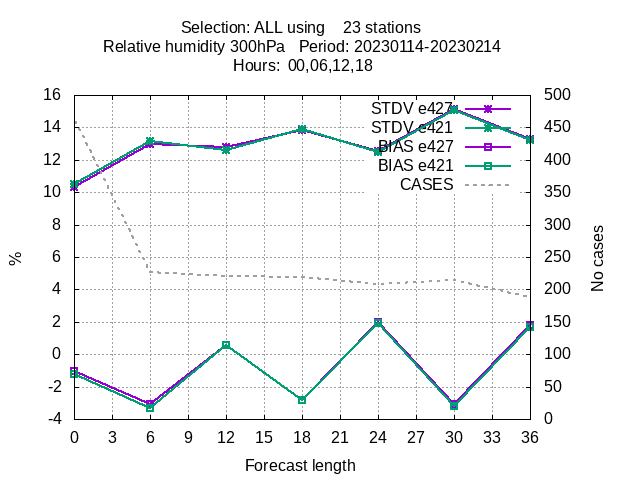 Selection: ALL using 23 stations
Relative humidity 300hPa Period: 20230114-20230214
Hours: 00,06,12,18
16 500
14 450
12 400
10 350
8 300
6 250
4 200
2 150
0 100
-2 50
-4 0
STDV e427
STDV e421
BIAS e427
BIAS e421
CASES
%
No cases
0 3 6 9 12 15 18 21 24 27 30 33 36
Forecast length